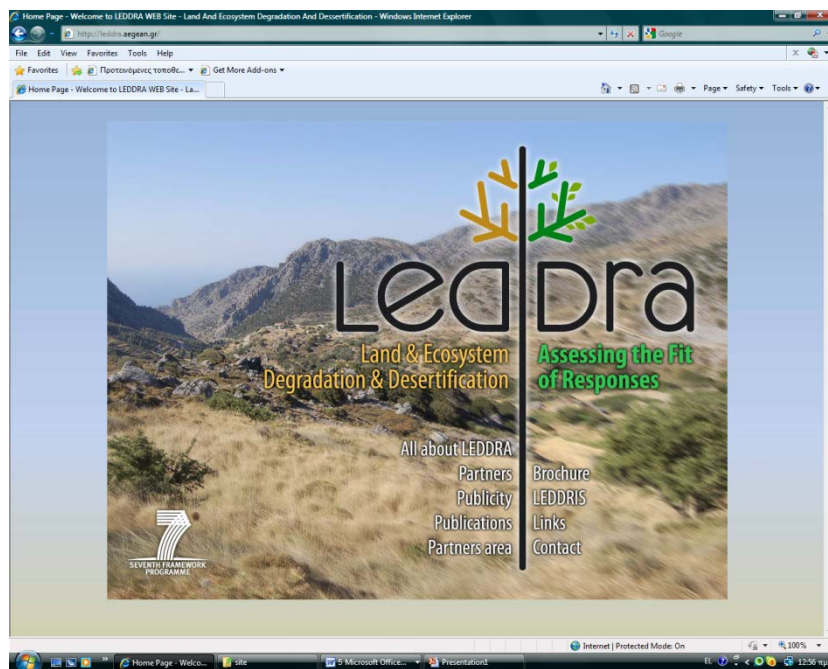 Home Page - Welcome to LEDDRA WEB Site - Land And Ecosystem Degradation And Dessertification - Windows Internet Explorer
http://leddra.aegean.gr/
Google
File Edit View Favorites Tools Help
Favorites Προτεινόμενες τοποθε... Get More Add-ons
Home Page - Welcome to LEDDRA WEB Site - La...
Page Safety Tools
Leddra
Land & Ecosystem
Degradation & Desertification
Assessing the Fit
of Responses
All about LEDDRA
Partners Brochure
Publicity LEDDRIS
Publications Links
Partners area Contact
7
SEVENTH FRAMEWORK
PROGRAMME
Internet | Protected Mode: On
100%
Home Page - Welco... site 5 Microsoft Office... Presentation1
EL
12:56 πμ